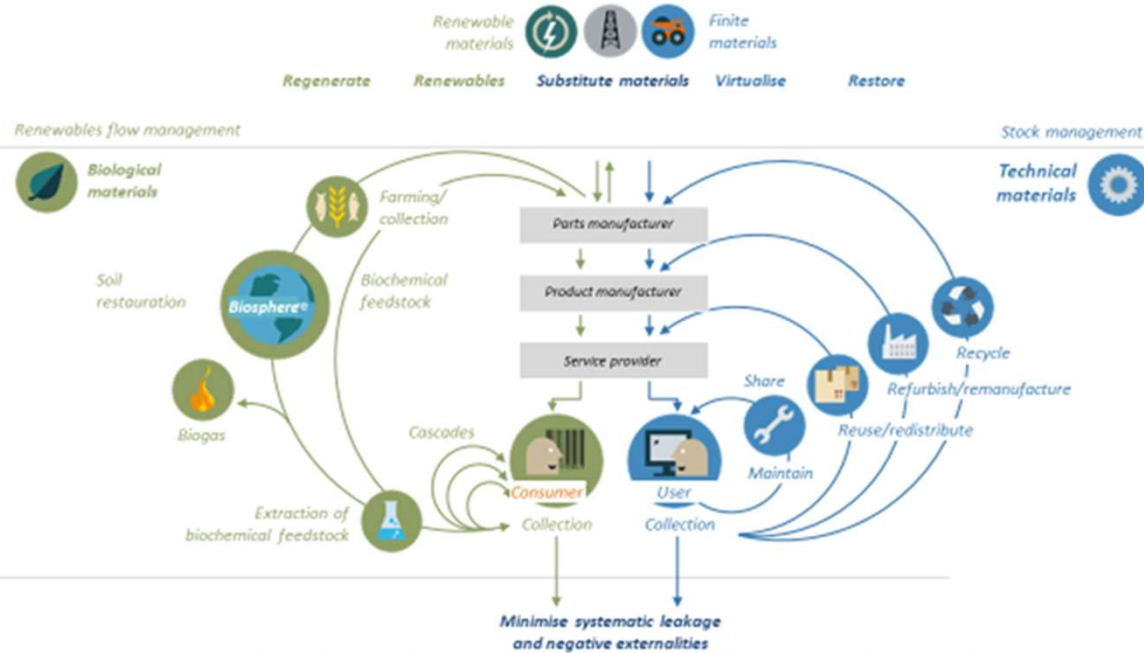 Renewable
materials
Finite
materials
Regenerate
Renewables
Substitute materials
Virtualise
Restore
Renewables flow management
Stock management
Biological
materials
Technical
materials
Farming/
collection
Parts manufacturer
Soil
restauration
Biosphere
Biochemical
feedstock
Product manufacturer
Recycle
Service provider
Share
Refurbish/remanufacture
Biogas
Cascades
Reuse/redistribute
Maintain
Consumer
User
Extraction of
biochemical feedstock
Collection
Collection
Minimise systematic leakage
and negative externalities